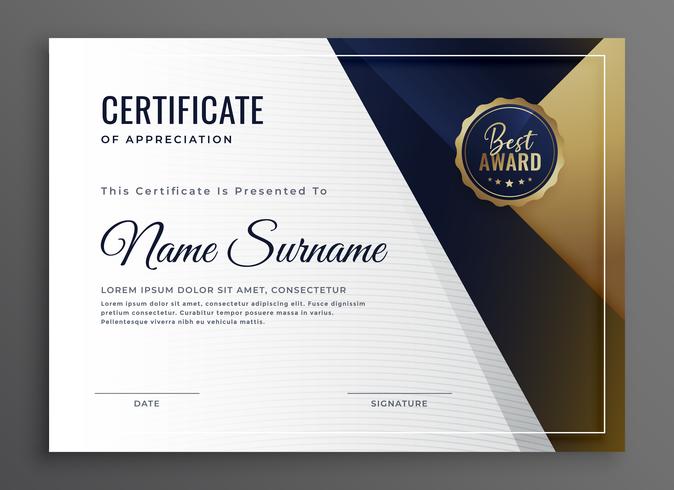 CERTIFICATE
OF APPRECIATION
Best
AWARD
This Certificate Is Presented To
Name Surname
LOREM IPSUM DOLOR SIT AMET, CONSECTETUR
Lorem ipsum dolor sit amet, consectetur adipiscing elit. Etiam dignissim
pretium consectetur. Curabitur tempor posuere massa in varius.
Pellentesque viverra nibh eu vehicula mattis.
DATE
SIGNATURE